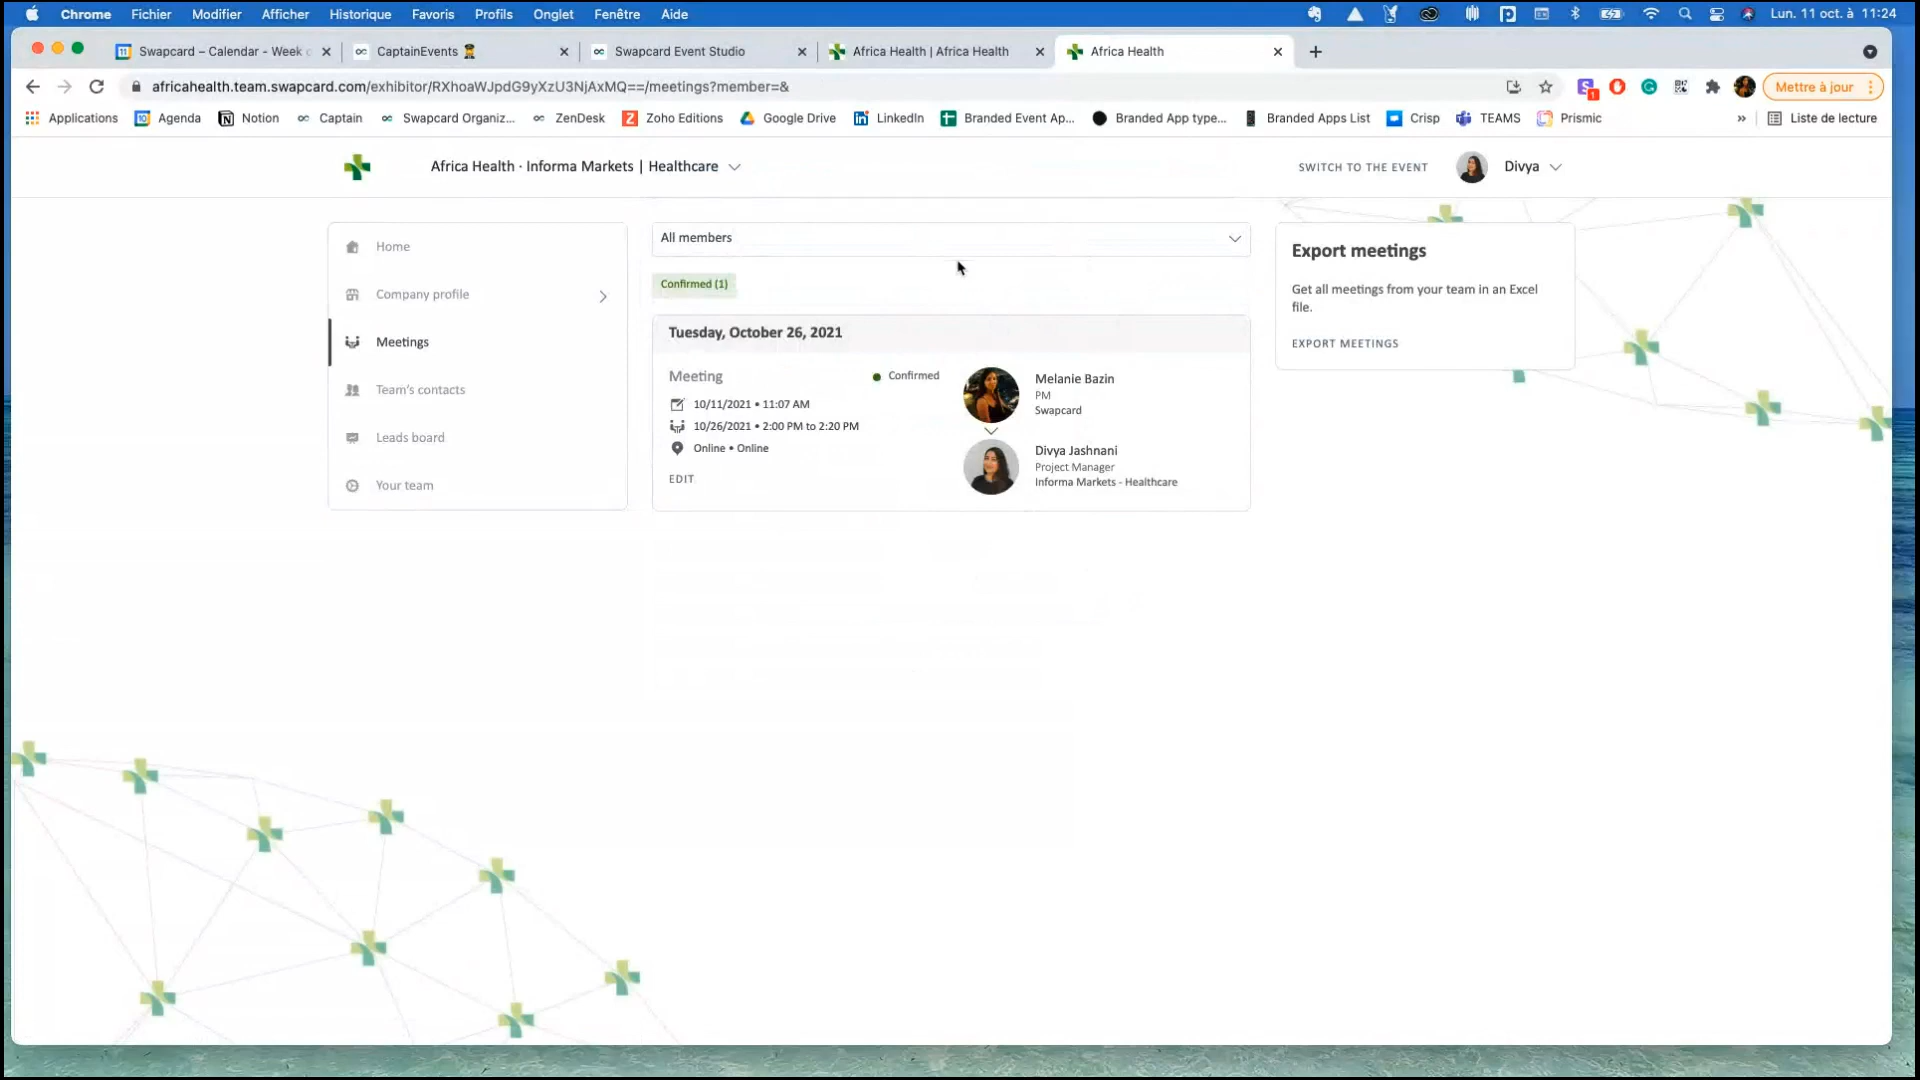 Chrome Fichier Modifier Afficher Historique Favoris Profils Onglet Fenêtre Aide Lun. 11 oct. à 11:24
Swapcard – Calendar - Week o CaptainEvents Swapcard Event Studio Africa Health | Africa Health Africa Health
africahealth.team.swapcard.com/exhibitor/RXhoaWJpdG9yXzU3NjAxMQ==/meetings?member=& Mettre à jour
Applications Agenda Notion Captain Swapcard Organiz... ZenDesk Zoho Editions Google Drive LinkedIn Branded Event Ap... Branded App type... Branded Apps List Crisp TEAMS Prismic » Liste de lecture
Africa Health · Informa Markets | Healthcare SWITCH TO THE EVENT Divya
Home
Company profile
Meetings
Team's contacts
Leads board
Your team
All members
Confirmed (1)
Tuesday, October 26, 2021
Meeting Confirmed
10/11/2021 • 11:07 AM
10/26/2021 • 2:00 PM to 2:20 PM
Online • Online
EDIT
Melanie Bazin
PM
Swapcard
Divya Jashnani
Project Manager
Informa Markets - Healthcare
Export meetings
Get all meetings from your team in an Excel
file.
EXPORT MEETINGS